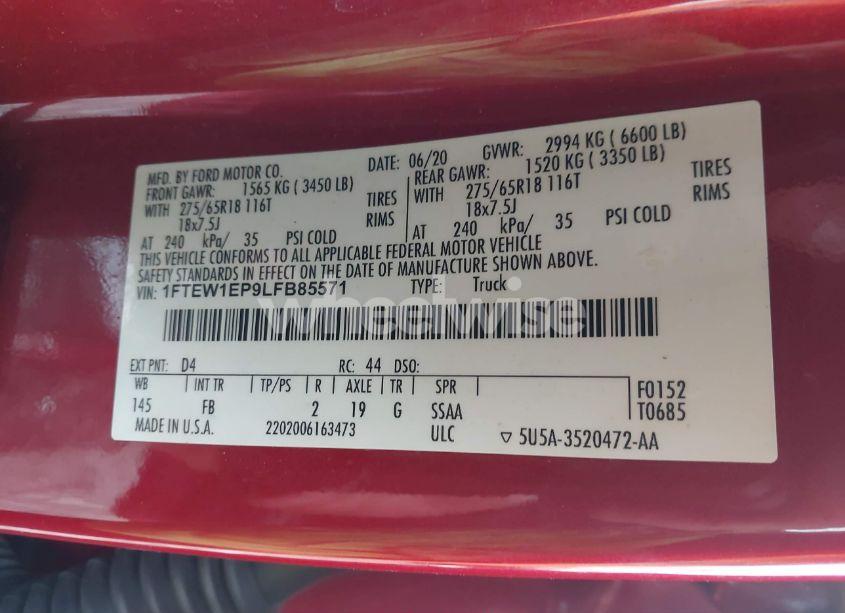 MFD. BY FORD MOTOR CO. DATE: 06/20 GVWR: 2994 KG ( 6600 LB)
FRONT GAWR: 1565 KG ( 3450 LB) REAR GAWR: 1520 KG ( 3350 LB)
WITH 275/65R18 116T TIRES WITH 275/65R18 116T TIRES
18x7.5J RIMS 18x7.5J RIMS
AT 240 kPa/ 35 PSI COLD AT 240 kPa/ 35 PSI COLD
THIS VEHICLE CONFORMS TO ALL APPLICABLE FEDERAL MOTOR VEHICLE
SAFETY STANDARDS IN EFFECT ON THE DATE OF MANUFACTURE SHOWN ABOVE.
VIN: 1FTEW1EP9LFB85571 TYPE: Truck
wheelwise
EXT PNT: D4 RC: 44 DSO:
WB INT TR TP/PS R AXLE TR SPR F0152
145 FB 2 19 G SSAA T0685
MADE IN U.S.A. 2202006163473 ULC ▽ 5U5A-3520472-AA